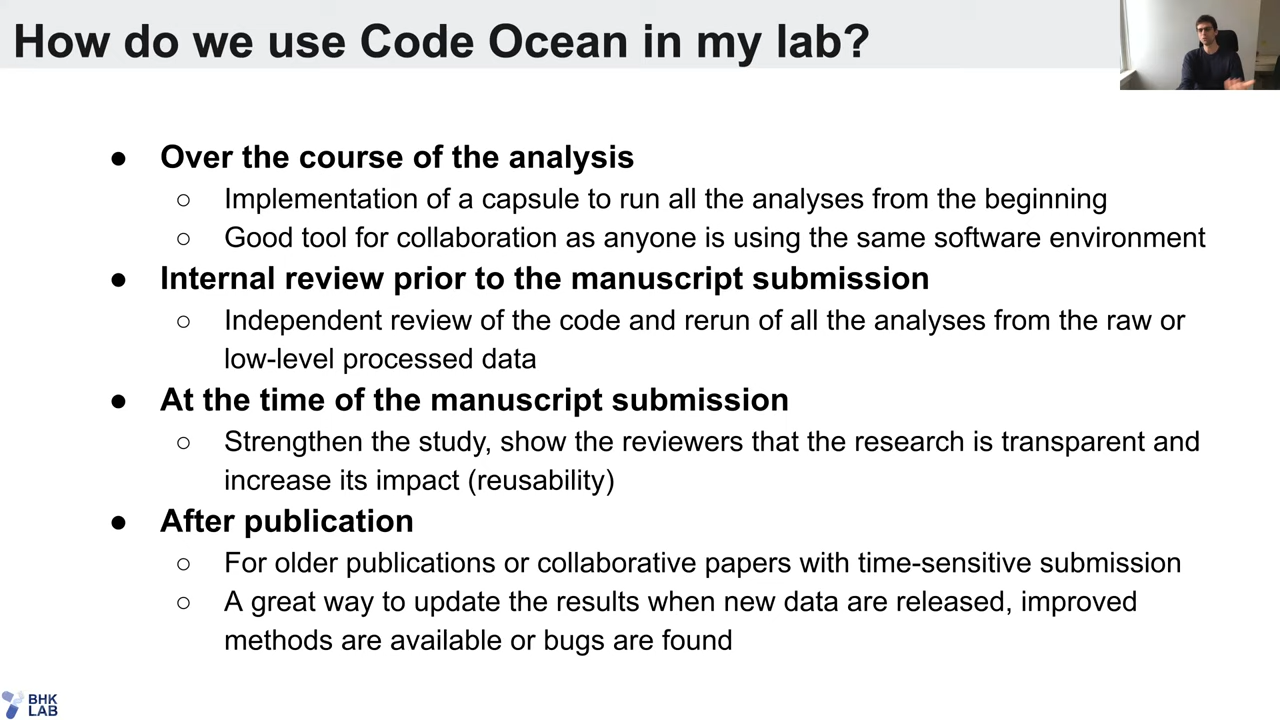 How do we use Code Ocean in my lab?
● Over the course of the analysis
○ Implementation of a capsule to run all the analyses from the beginning
○ Good tool for collaboration as anyone is using the same software environment
● Internal review prior to the manuscript submission
○ Independent review of the code and rerun of all the analyses from the raw or
low-level processed data
● At the time of the manuscript submission
○ Strengthen the study, show the reviewers that the research is transparent and
increase its impact (reusability)
● After publication
○ For older publications or collaborative papers with time-sensitive submission
○ A great way to update the results when new data are released, improved
methods are available or bugs are found
BHK
LAB